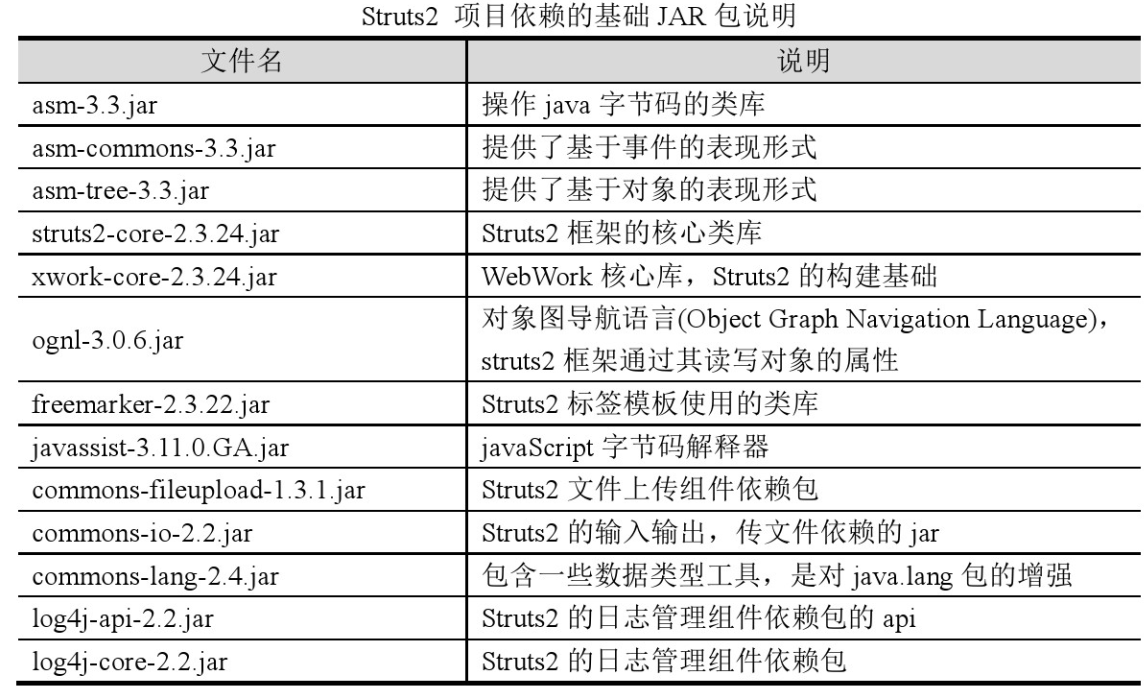 Struts2 项目依赖的基础 JAR 包说明
文件名 说明
asm-3.3.jar 操作 java 字节码的类库
asm-commons-3.3.jar 提供了基于事件的表现形式
asm-tree-3.3.jar 提供了基于对象的表现形式
struts2-core-2.3.24.jar Struts2 框架的核心类库
xwork-core-2.3.24.jar WebWork 核心库，Struts2 的构建基础
ognl-3.0.6.jar 对象图导航语言(Object Graph Navigation Language)，
struts2 框架通过其读写对象的属性
freemarker-2.3.22.jar Struts2 标签模板使用的类库
javassist-3.11.0.GA.jar javaScript 字节码解释器
commons-fileupload-1.3.1.jar Struts2 文件上传组件依赖包
commons-io-2.2.jar Struts2 的输入输出，传文件依赖的 jar
commons-lang-2.4.jar 包含一些数据类型工具，是对 java.lang 包的增强
log4j-api-2.2.jar Struts2 的日志管理组件依赖包的 api
log4j-core-2.2.jar Struts2 的日志管理组件依赖包